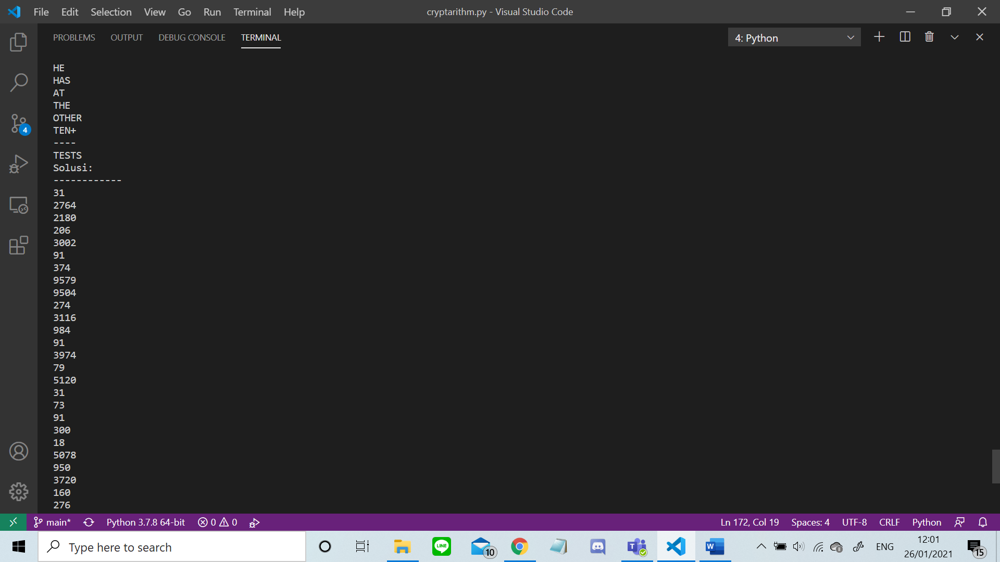 File Edit Selection View Go Run Terminal Help
cryptarithm.py - Visual Studio Code
PROBLEMS OUTPUT DEBUG CONSOLE TERMINAL
4: Python
HE
HAS
AT
THE
OTHER
TEN+
----
TESTS
Solusi:
------------
31
2764
2180
206
3002
91
374
9579
9504
274
3116
984
91
3974
79
5120
31
73
91
300
18
5078
950
3720
160
276
4
main* Python 3.7.8 64-bit 0 0
Ln 172, Col 19 Spaces: 4 UTF-8 CRLF Python
Type here to search
LINE
10
ENG
12:01
26/01/2021
15